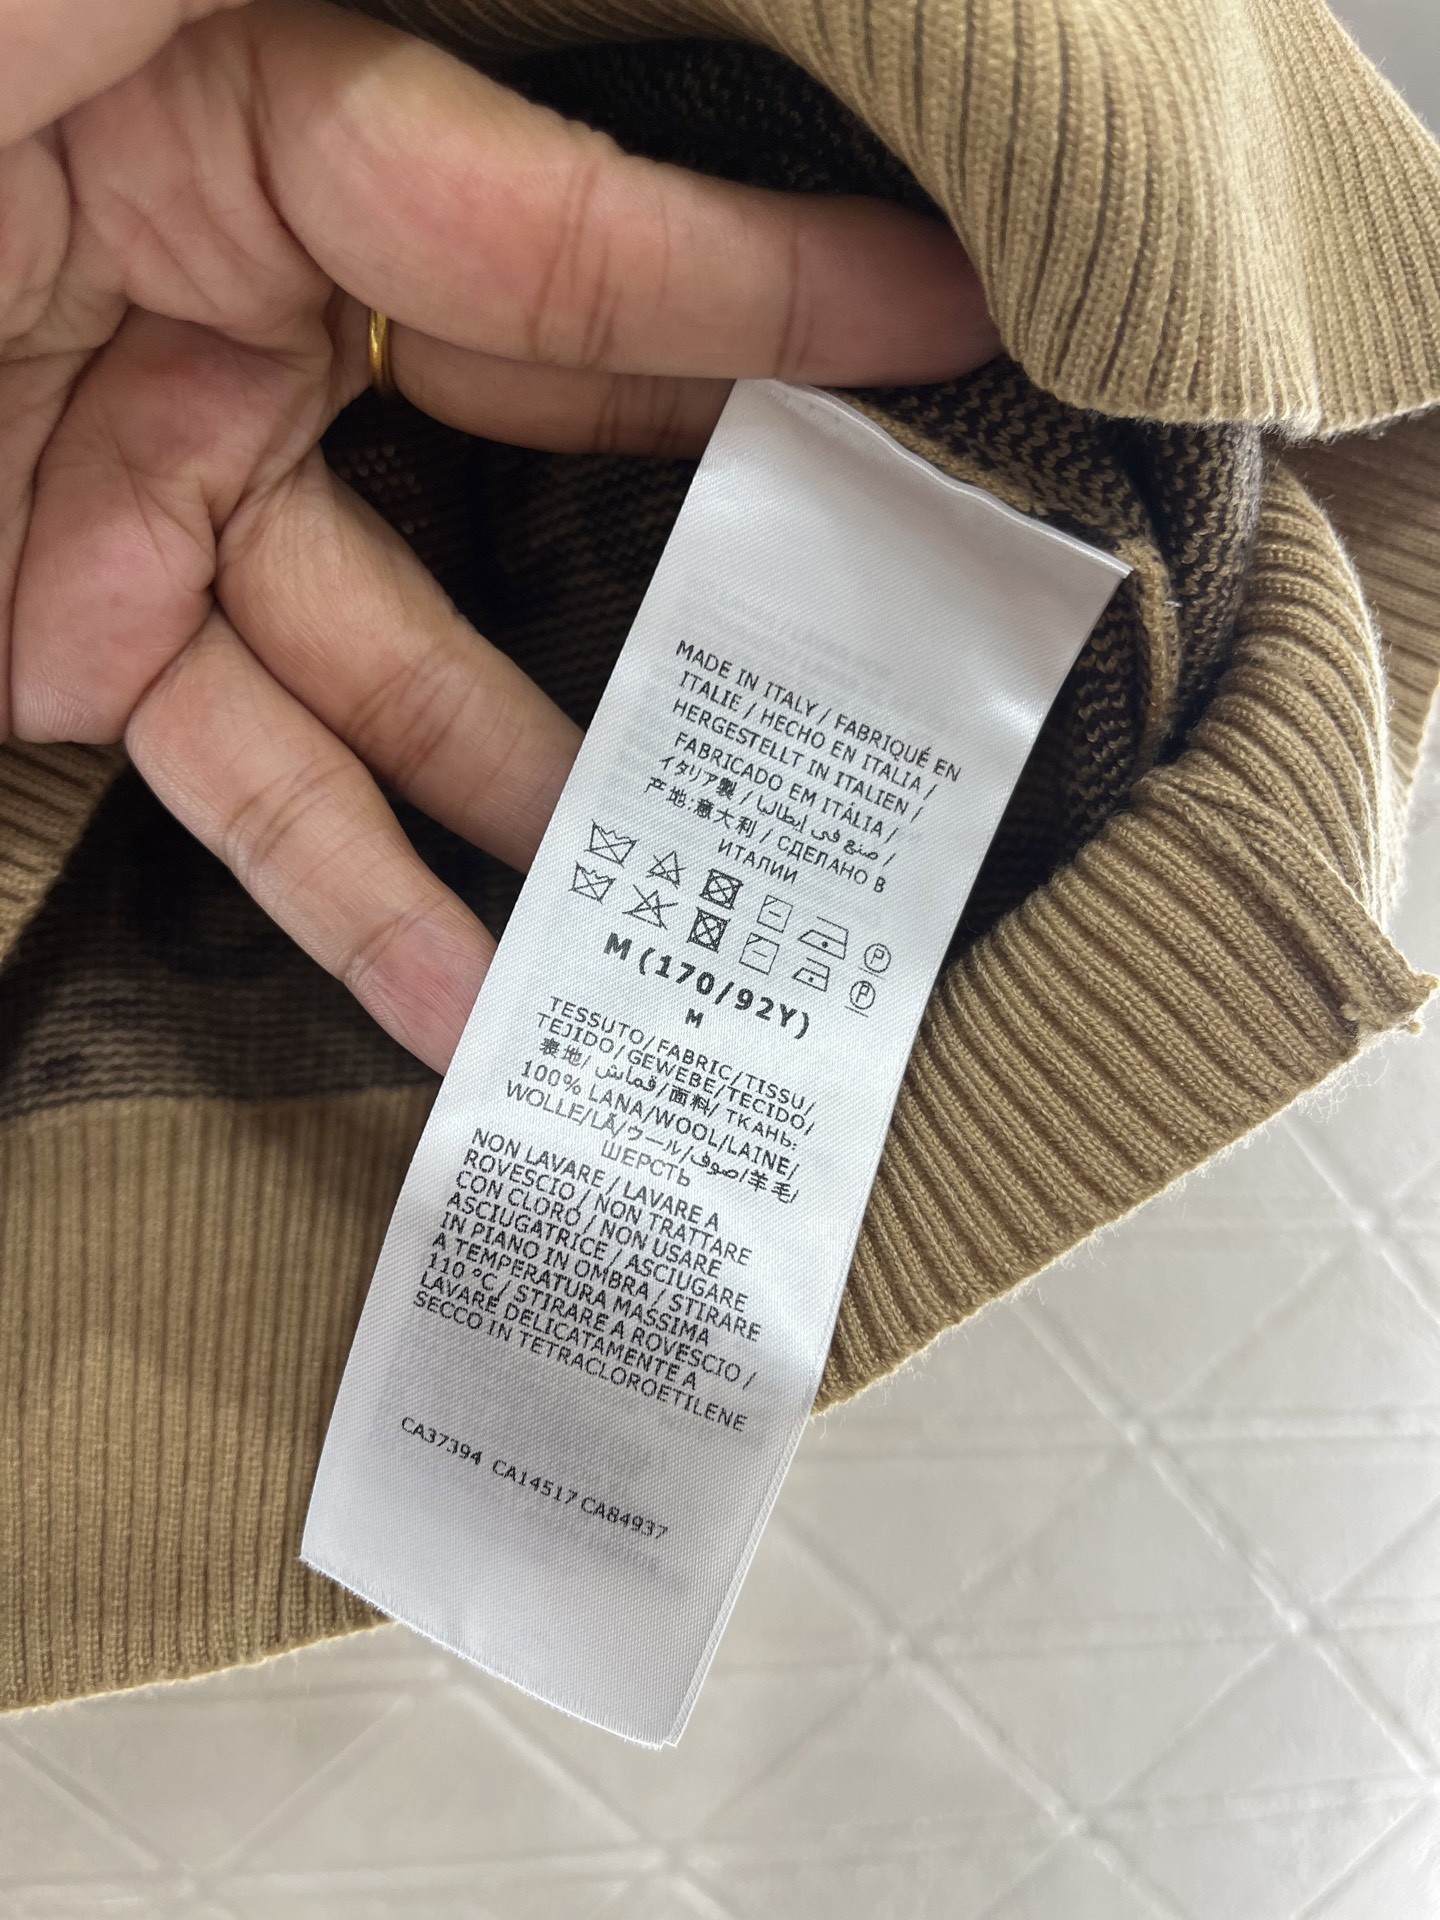 MADE IN ITALY / FABRIQUÉ EN
ITALIE / HECHO EN ITALIA /
HERGESTELLT IN ITALIEN /
FABRICADO EM ITÁLIA /
イタリア製 / صنع في إيطاليا /
产地:意大利 / СДЕЛАНО В
ИТАЛИИ
M (170/92Y)
M
TESSUTO/FABRIC/TISSU/
TEJIDO/GEWEBE/TECIDO/
表地/ قماش/面料/ ТКАНЬ:
100% LANA/WOOL/LAINE/
WOLLE/LÃ/ウール/صوف/羊毛/
ШЕРСТЬ
NON LAVARE / LAVARE A
ROVESCIO / NON TRATTARE
CON CLORO / NON USARE
ASCIUGATRICE / ASCIUGARE
IN PIANO IN OMBRA / STIRARE
A TEMPERATURA MASSIMA
110 °C / STIRARE A ROVESCIO /
LAVARE DELICATAMENTE A
SECCO IN TETRACLOROETILENE
CA37394 CA14517 CA84937